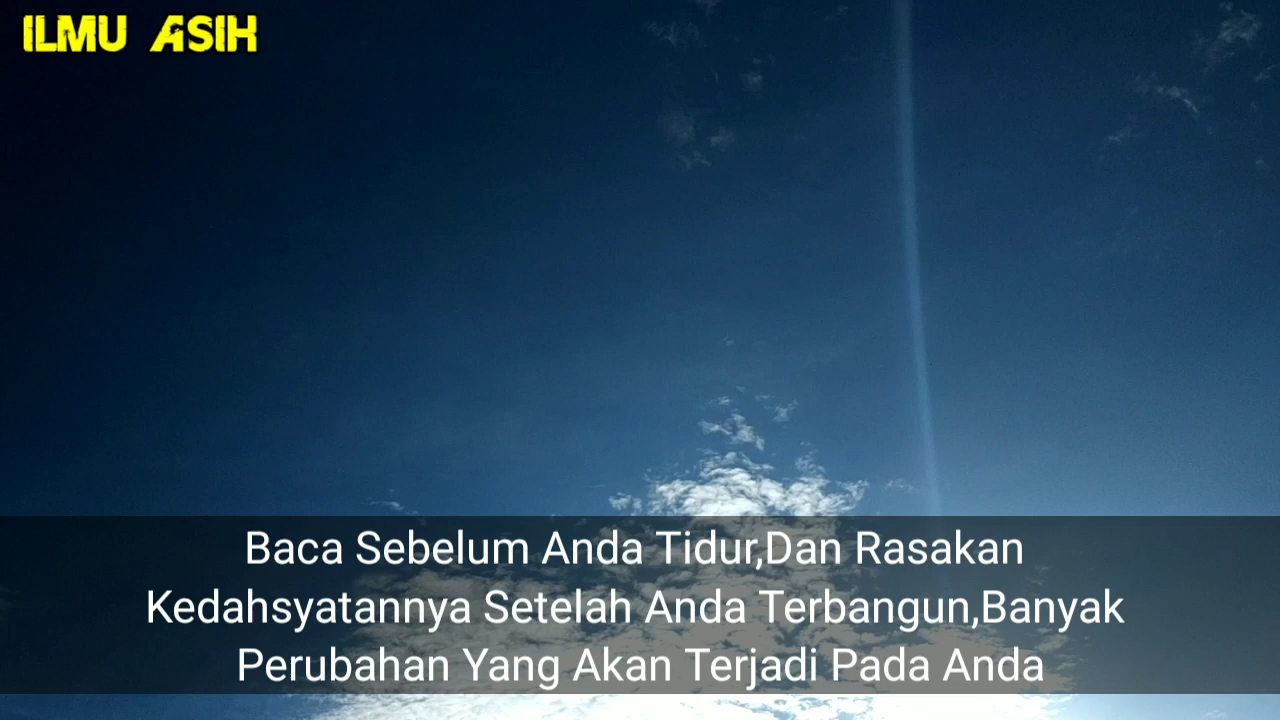 ILMU ASIH
Baca Sebelum Anda Tidur,Dan Rasakan
Kedahsyatannya Setelah Anda Terbangun,Banyak
Perubahan Yang Akan Terjadi Pada Anda